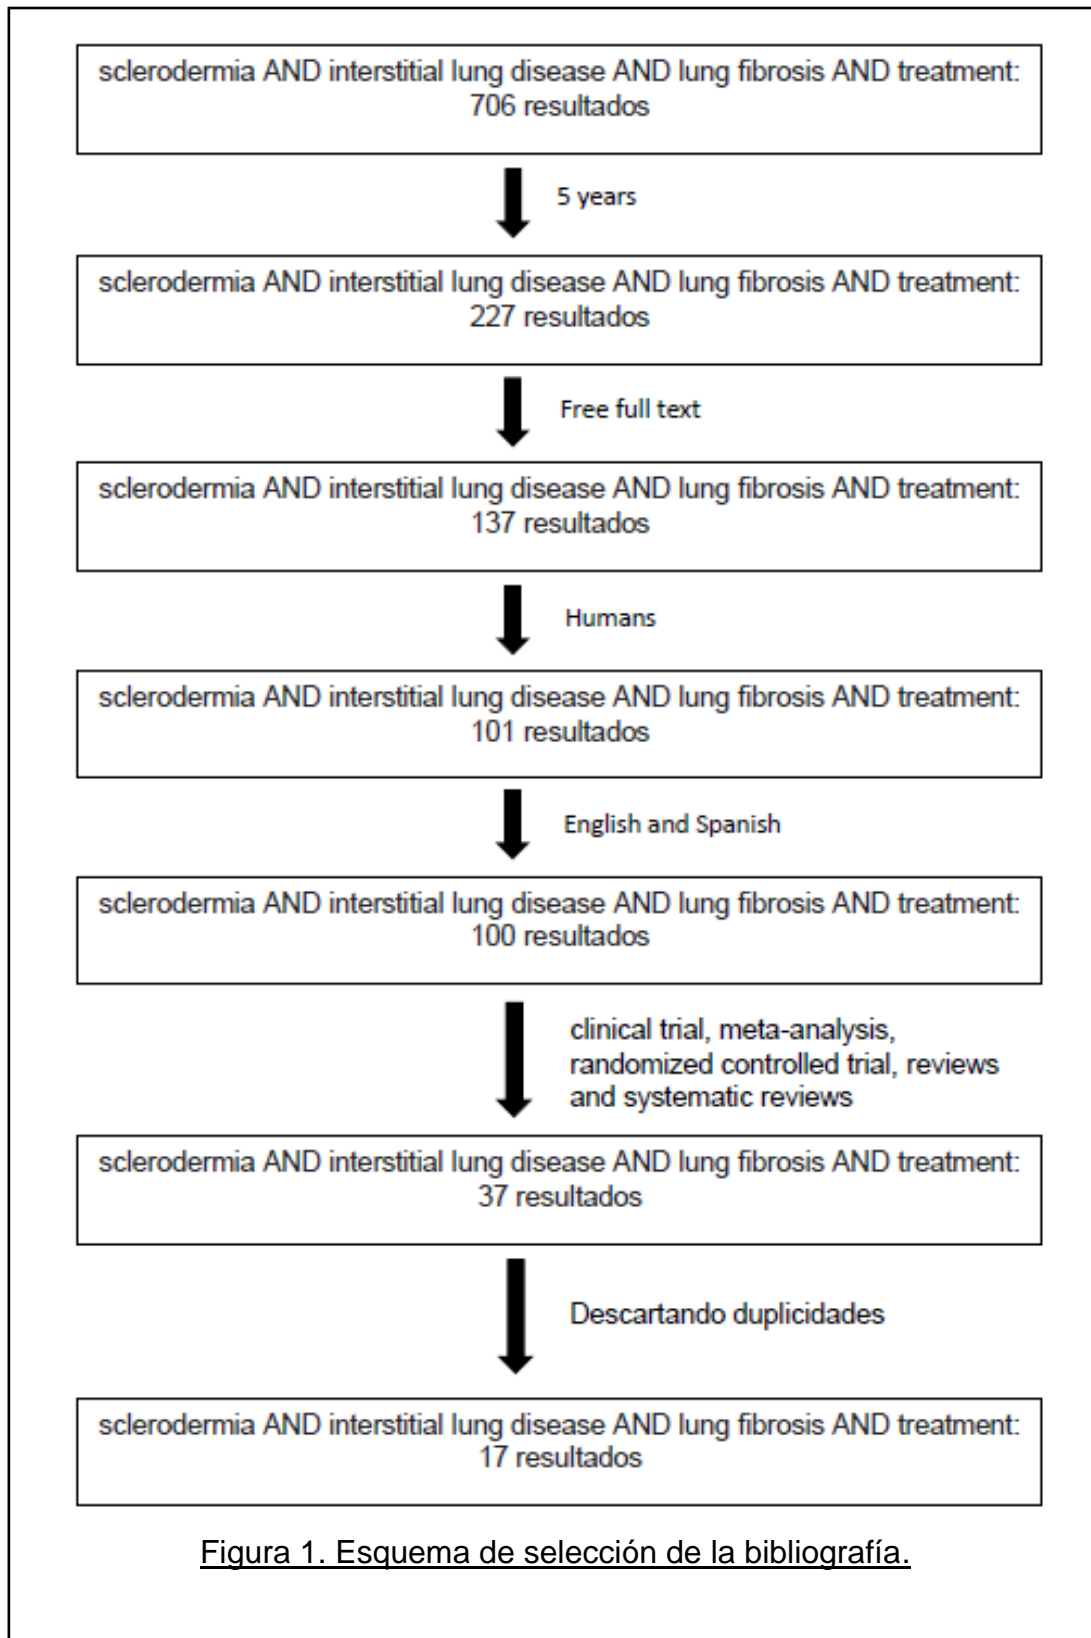 sclerodermia AND interstitial lung disease AND lung fibrosis AND treatment:
706 resultados
5 years
sclerodermia AND interstitial lung disease AND lung fibrosis AND treatment:
227 resultados
Free full text
sclerodermia AND interstitial lung disease AND lung fibrosis AND treatment:
137 resultados
Humans
sclerodermia AND interstitial lung disease AND lung fibrosis AND treatment:
101 resultados
English and Spanish
sclerodermia AND interstitial lung disease AND lung fibrosis AND treatment:
100 resultados
clinical trial, meta-analysis,
randomized controlled trial, reviews
and systematic reviews
sclerodermia AND interstitial lung disease AND lung fibrosis AND treatment:
37 resultados
Descartando duplicidades
sclerodermia AND interstitial lung disease AND lung fibrosis AND treatment:
17 resultados
Figura 1. Esquema de selección de la bibliografía.